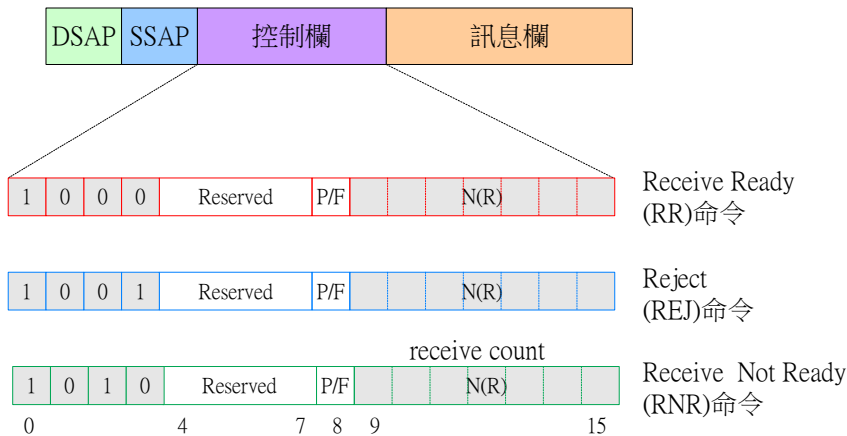 DSAP SSAP 控制欄 訊息欄
1 0 0 0 Reserved P/F N(R)
Receive Ready
(RR)命令
1 0 0 1 Reserved P/F N(R)
Reject
(REJ)命令
receive count
1 0 1 0 Reserved P/F N(R)
Receive Not Ready
(RNR)命令
0 4 7 8 9 15